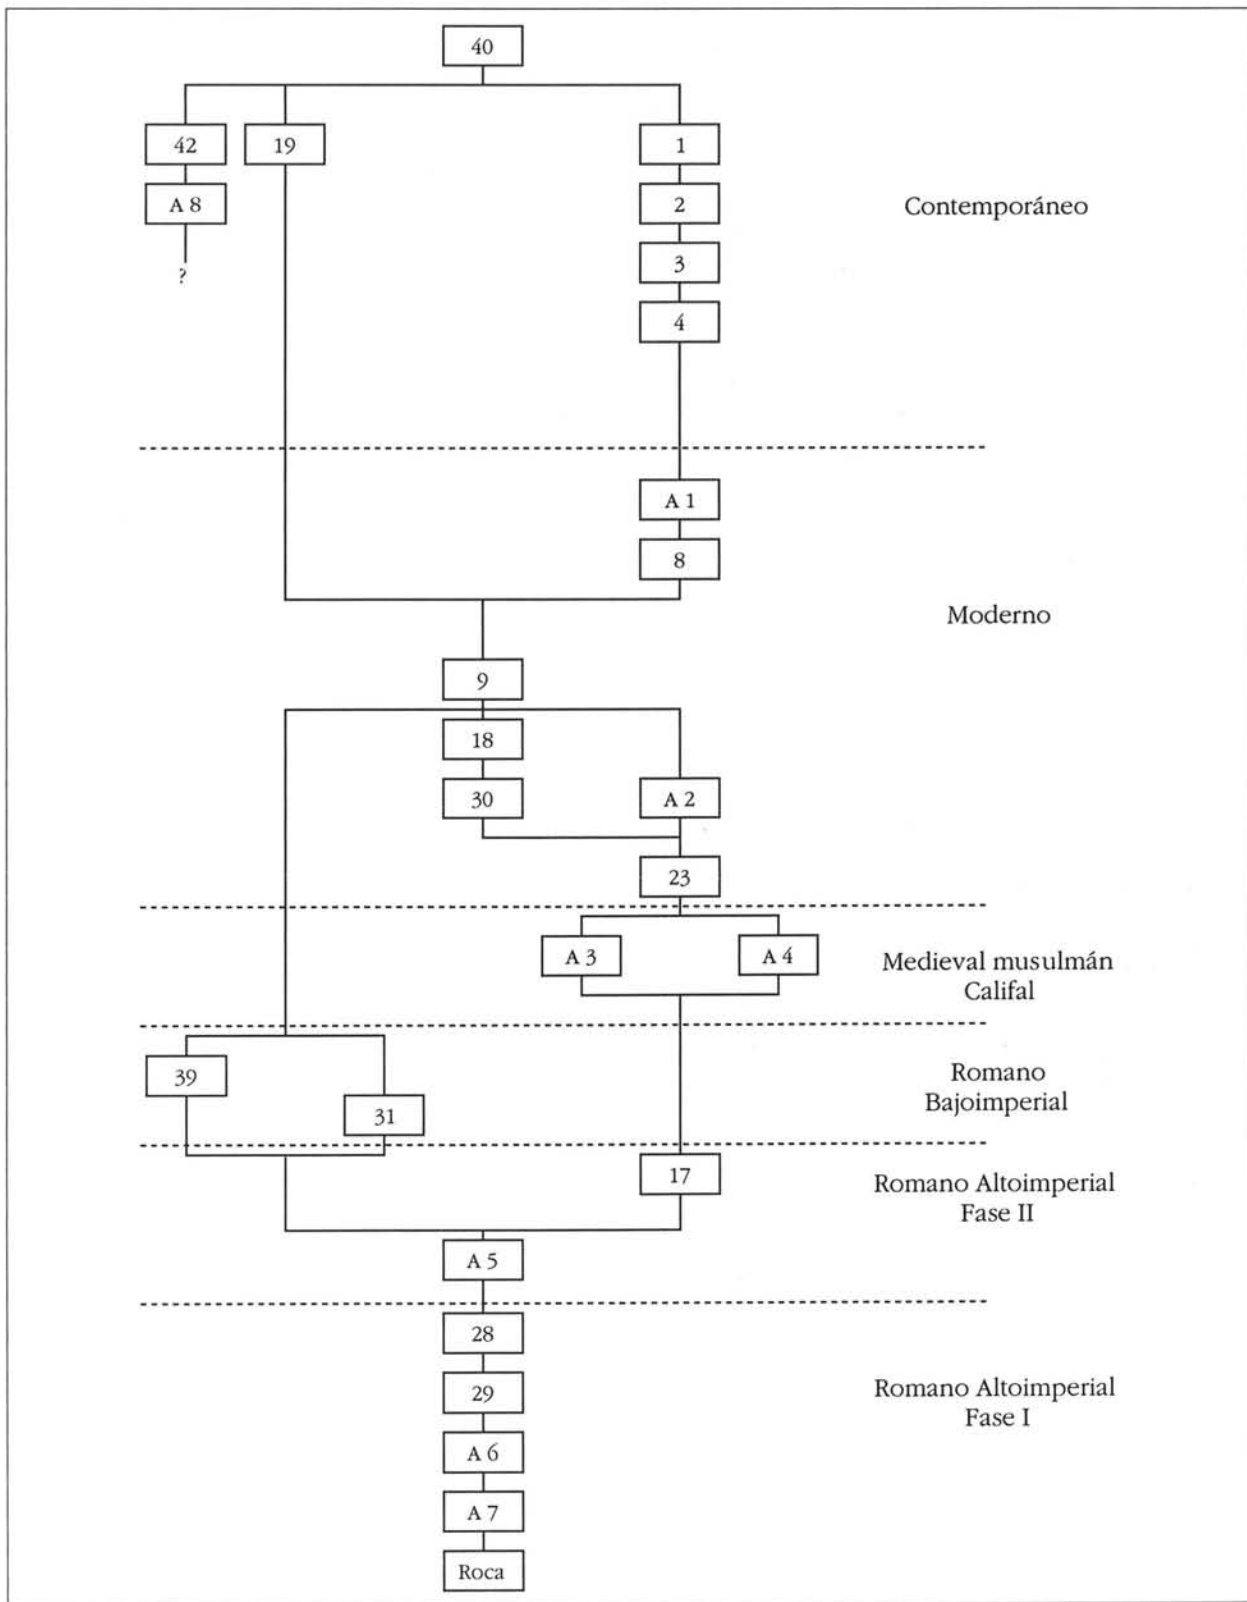 40
42
19
1
A 8
2
Contemporáneo
3
?
4
A 1
8
Moderno
9
18
30
A 2
23
A 3
A 4
Medieval musulmán
Califal
39
Romano
Bajoimperial
31
17
Romano Altoimperial
Fase II
A 5
28
29
Romano Altoimperial
Fase I
A 6
A 7
Roca